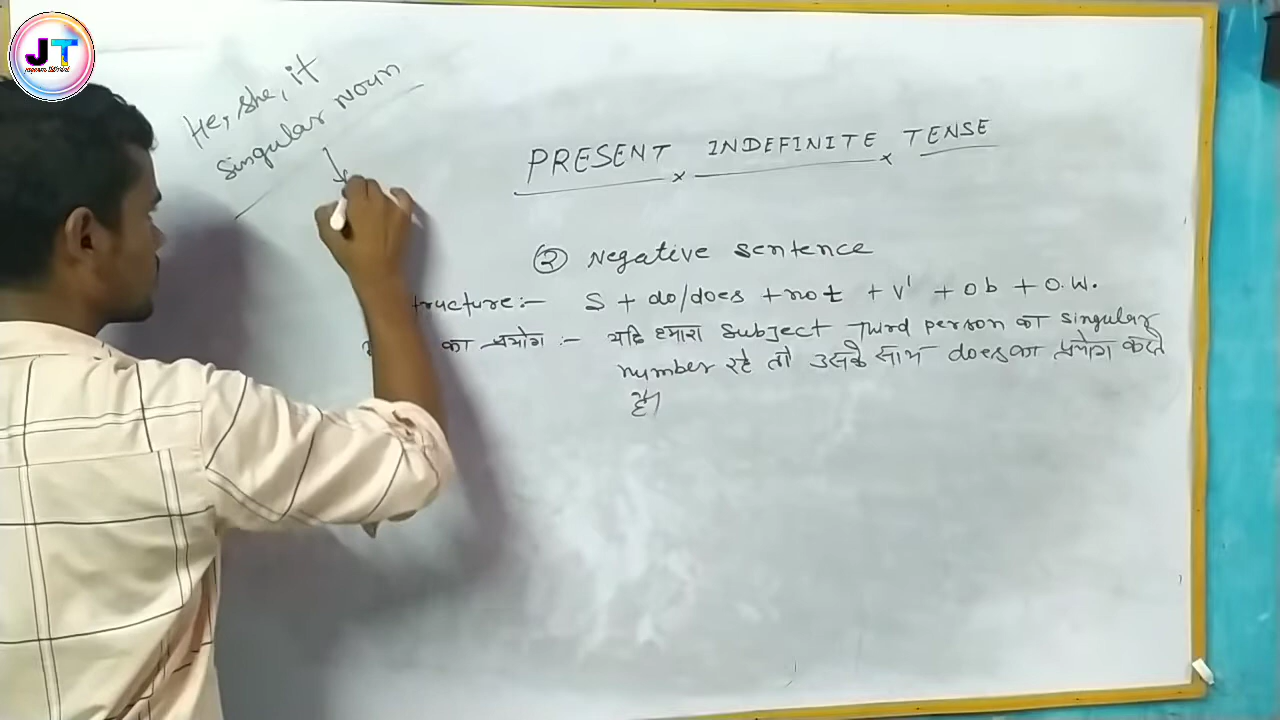 JT
He, she, it
singular noun
PRESENT × INDEFINITE × TENSE
② Negative sentence
tructure:- S + do/does + not + V¹ + ob + O.W.
का प्रयोग :- यदि हमारा subject Third person का singular
number रहे तो उसके साथ does का प्रयोग करते
है।